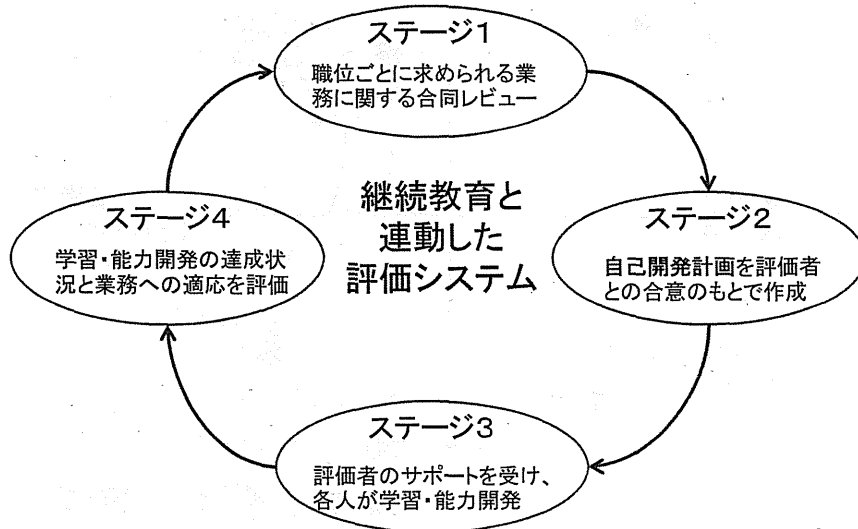 ステージ1
職位ごとに求められる業
務に関する合同レビュー
継続教育と
連動した
評価システム
ステージ2
自己開発計画を評価者
との合意のもとで作成
ステージ3
評価者のサポートを受け、
各人が学習・能力開発
ステージ4
学習・能力開発の達成状
況と業務への適応を評価